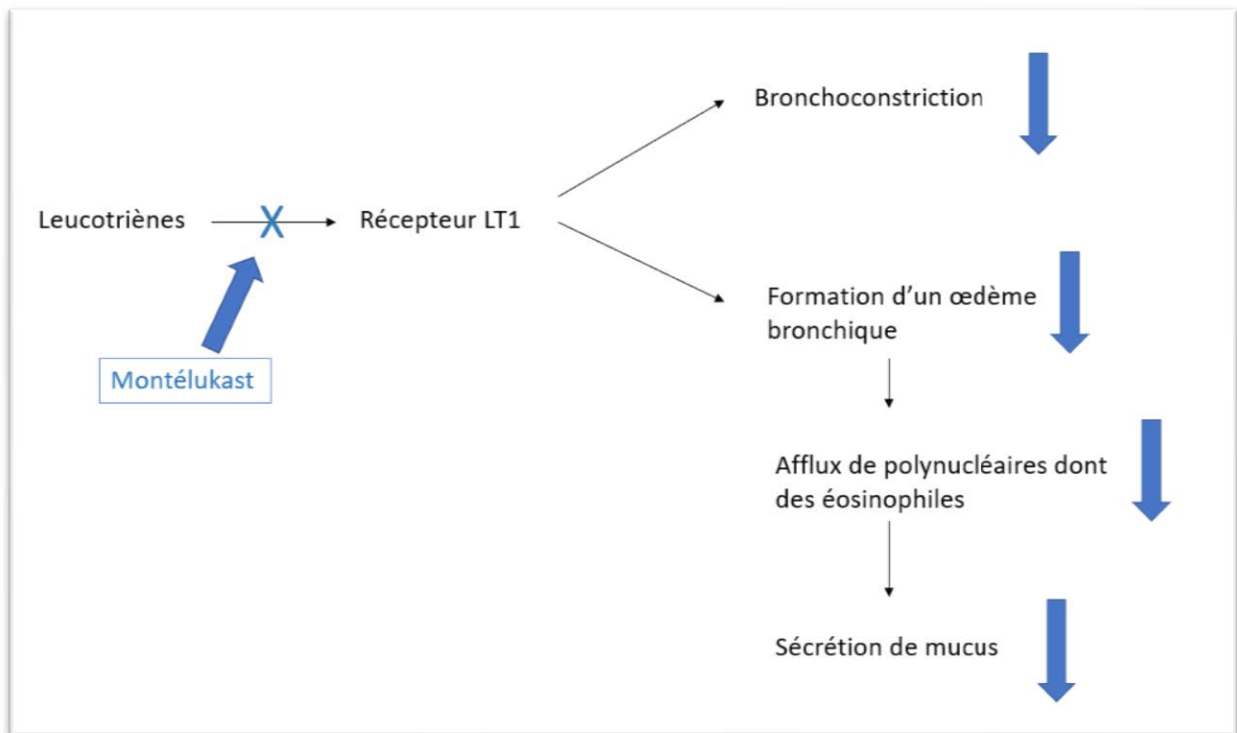 Bronchoconstriction
Leucotriènes
X
Récepteur LT1
Montélukast
Formation d'un œdème
bronchique
Afflux de polynucléaires dont
des éosinophiles
Sécrétion de mucus